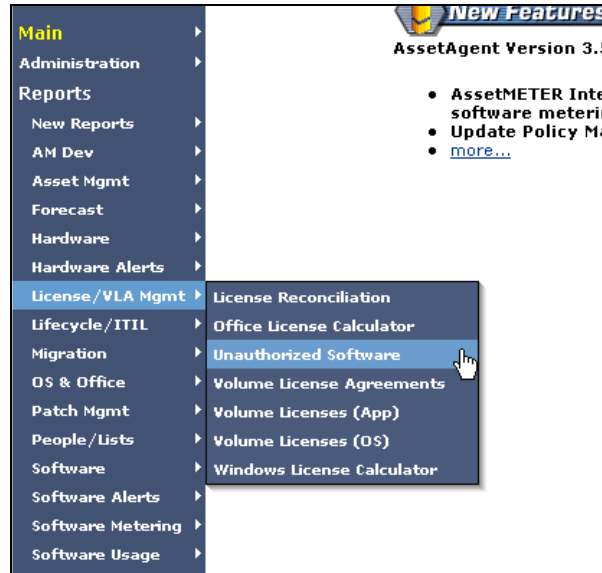 Main
Administration
Reports
New Reports
AM Dev
Asset Mgmt
Forecast
Hardware
Hardware Alerts
License/VLA Mgmt
Lifecycle/ITIL
Migration
OS & Office
Patch Mgmt
People/Lists
Software
Software Alerts
Software Metering
Software Usage
License Reconciliation
Office License Calculator
Unauthorized Software
Volume License Agreements
Volume Licenses (App)
Volume Licenses (OS)
Windows License Calculator
New Features
AssetAgent Version 3.5
AssetMETER Inte
software meteri
Update Policy Ma
more...